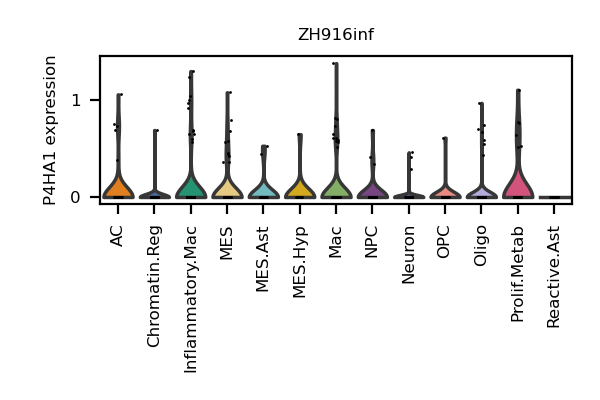 ZH916inf
P4HA1 expression
1
0
AC
Chromatin.Reg
Inflammatory.Mac
MES
MES.Ast
MES.Hyp
Mac
NPC
Neuron
OPC
Oligo
Prolif.Metab
Reactive.Ast